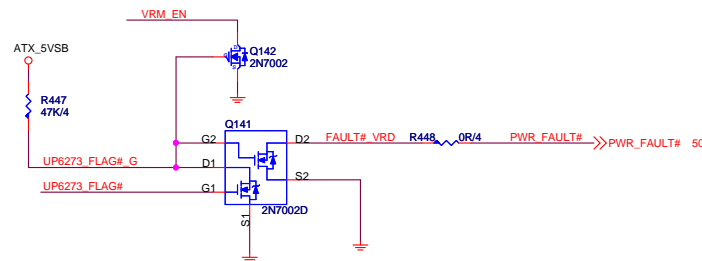 VRM_EN
ATX_5VSB
D
G
S
Q142
2N7002
R447
47K/4
Q141
G2
D2
FAULT#_VRD
R448
0R/4
PWR_FAULT#
PWR_FAULT# 50
UP6273_FLAG#_G
D1
S2
UP6273_FLAG#
G1
2N7002D
S1